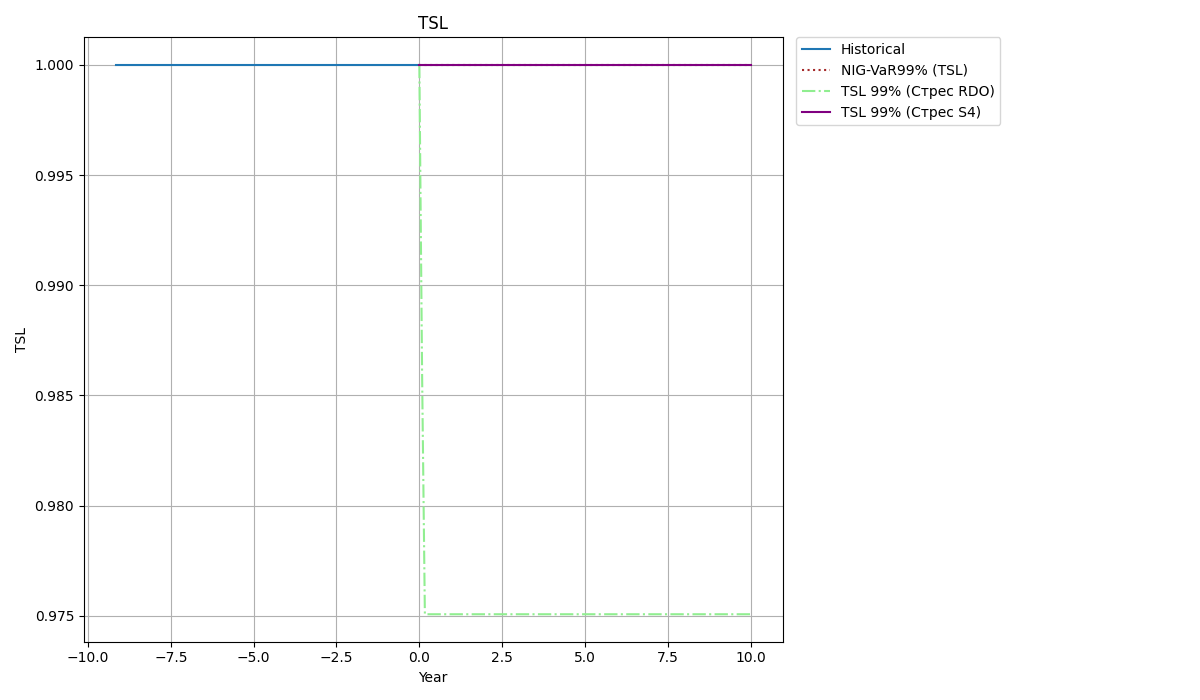 TSL
1.000
0.995
0.990
0.985
0.980
0.975
TSL
−10.0 −7.5 −5.0 −2.5 0.0 2.5 5.0 7.5 10.0
Year
Historical
NIG-VaR99% (TSL)
TSL 99% (Стрес RDO)
TSL 99% (Стрес S4)